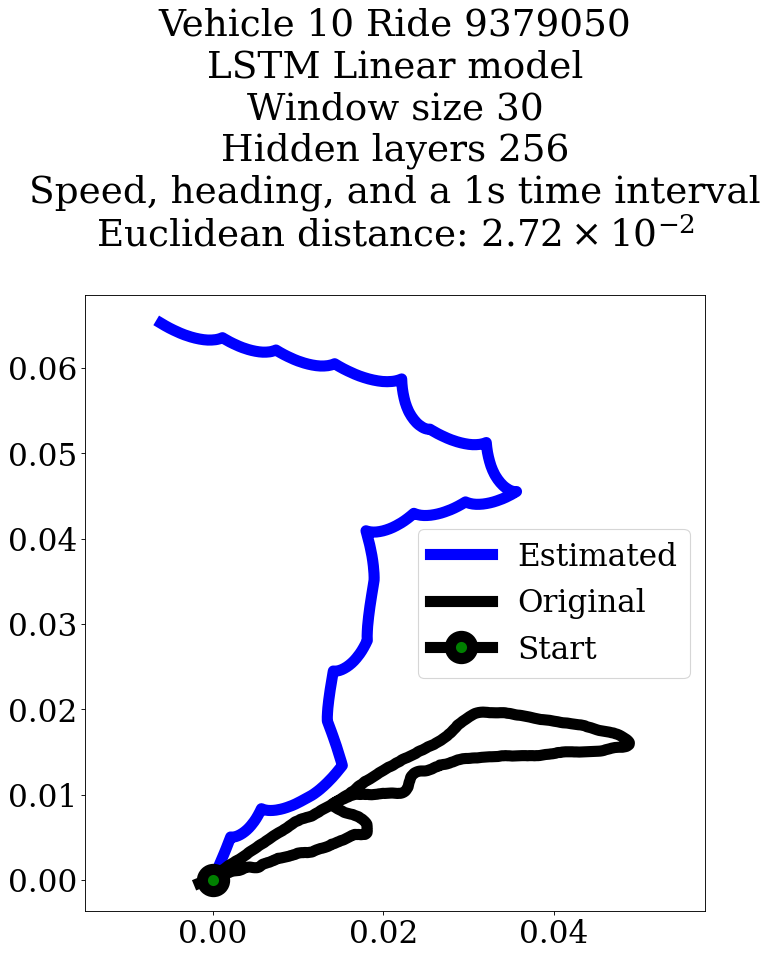 Vehicle 10 Ride 9379050
LSTM Linear model
Window size 30
Hidden layers 256
Speed, heading, and a 1s time interval
Euclidean distance: 2.72 × 10⁻²
0.06
0.05
0.04
0.03
0.02
0.01
0.00
Estimated
Original
Start
0.00 0.02 0.04